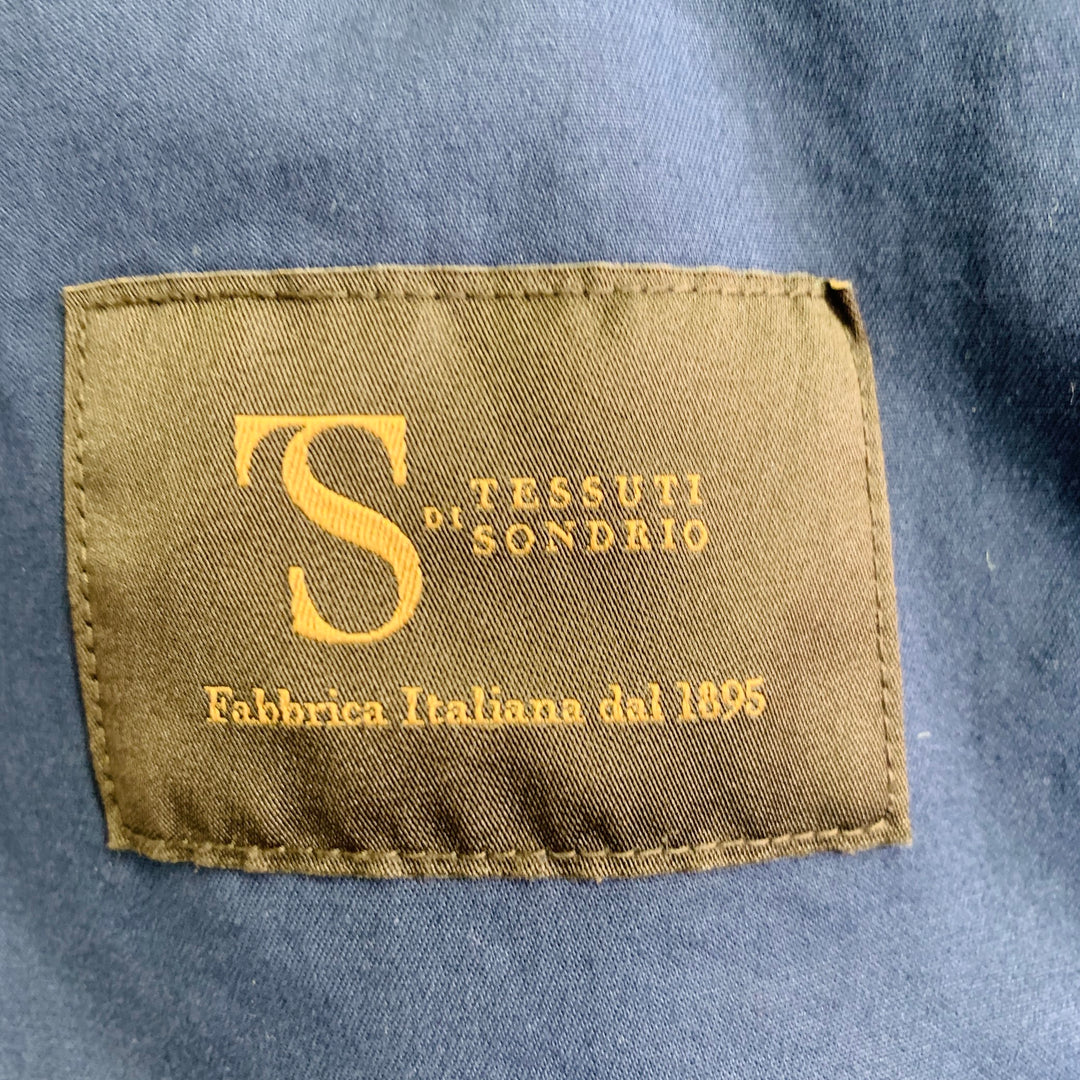 TS
TESSUTI
DI SONDRIO
Fabbrica Italiana dal 1895